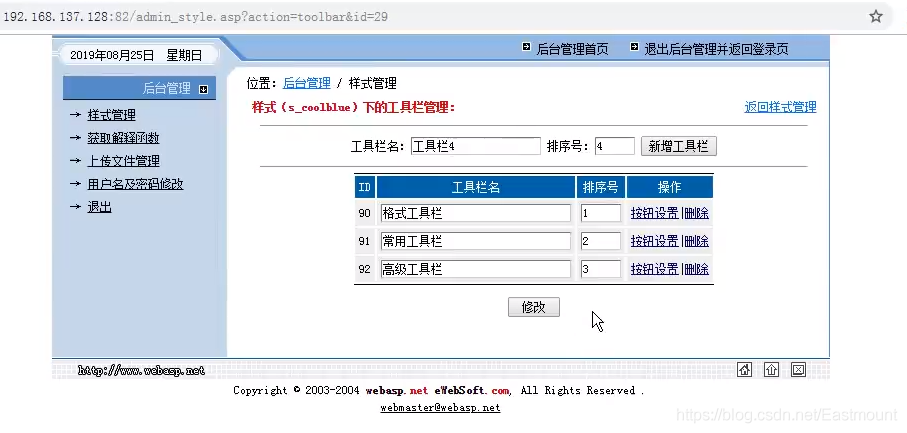 192.168.137.128:82/admin_style.asp?action=toolbar&id=29
2019年08月25日 星期日
后台管理首页 退出后台管理并返回登录页
后台管理
→ 样式管理
→ 获取解释函数
→ 上传文件管理
→ 用户名及密码修改
→ 退出
位置：后台管理 / 样式管理
样式（s_coolblue）下的工具栏管理： 返回样式管理
工具栏名：工具栏4 排序号：4 新增工具栏
ID 工具栏名 排序号 操作
90 格式工具栏 1 按钮设置|删除
91 常用工具栏 2 按钮设置|删除
92 高级工具栏 3 按钮设置|删除
修改
http://www.webasp.net
Copyright © 2003-2004 webasp.net eWebSoft.com, All Rights Reserved .
webmaster@webasp.net
https://blog.csdn.net/Eastmount